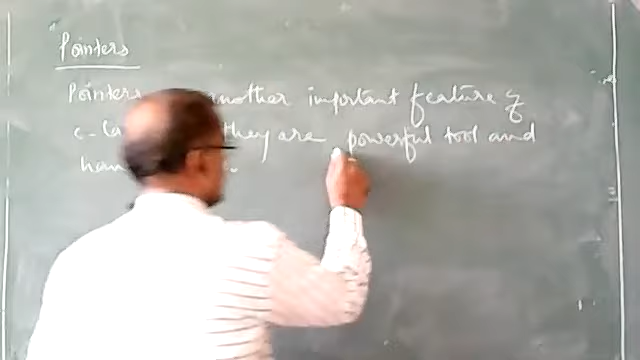 Pointers
Pointers another important feature of
c- they are powerful tool and